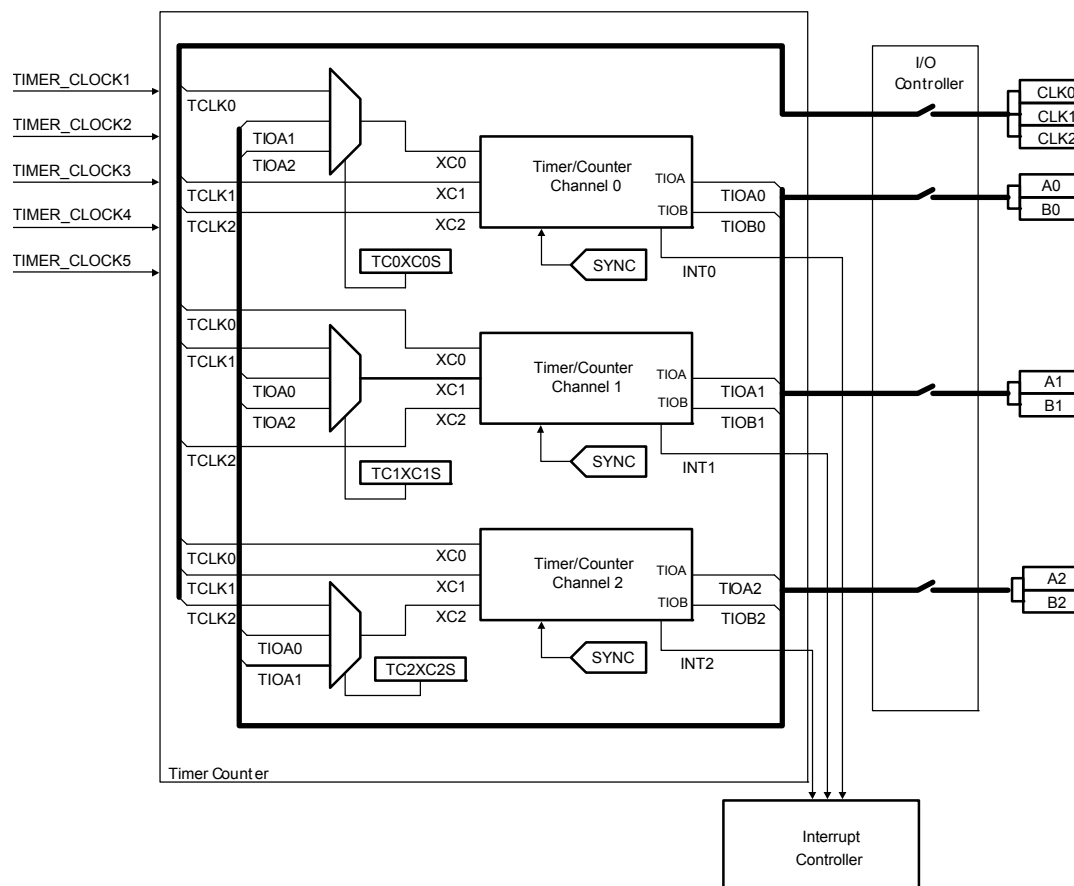 TIMER_CLOCK1
TIMER_CLOCK2
TIMER_CLOCK3
TIMER_CLOCK4
TIMER_CLOCK5
TCLK0
TIOA1
TIOA2
TCLK1
TCLK2
XC0
XC1
XC2
Timer/Counter
Channel 0
TIOA
TIOB
TIOA0
TIOB0
TC0XC0S
SYNC
INT0
TCLK0
TCLK1
TIOA0
TIOA2
TCLK2
XC0
XC1
XC2
Timer/Counter
Channel 1
TIOA
TIOB
TIOA1
TIOB1
TC1XC1S
SYNC
INT1
TCLK0
TCLK1
TCLK2
TIOA0
TIOA1
XC0
XC1
XC2
Timer/Counter
Channel 2
TIOA
TIOB
TIOA2
TIOB2
TC2XC2S
SYNC
INT2
Timer Counter
I/O
Controller
CLK0
CLK1
CLK2
A0
B0
A1
B1
A2
B2
Interrupt
Controller